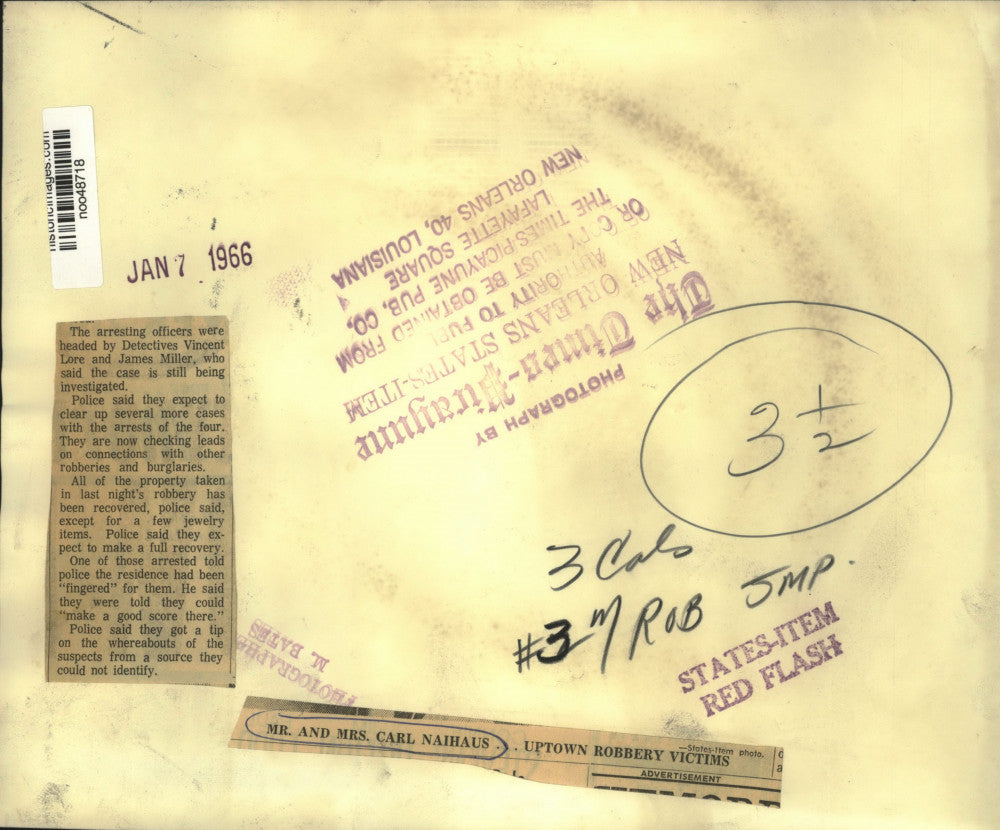 historicimages.com
noo48718
JAN 7 1966
The arresting officers were
headed by Detectives Vincent
Lore and James Miller, who
said the case is still being
investigated.
Police said they expect to
clear up several more cases
with the arrests of the four.
They are now checking leads
on connections with other
robberies and burglaries.
All of the property taken
in last night's robbery has
been recovered, police said,
except for a few jewelry
items. Police said they ex-
pect to make a full recovery.
One of those arrested told
police the residence had been
"fingered" for them. He said
they were told they could
"make a good score there."
Police said they got a tip
on the whereabouts of the
suspects from a source they
could not identify.
PHOTOGRAPH BY
The Times-Picayune
NEW ORLEANS STATES-ITEM
AUTHORITY TO
OR COPY MUST BE OBTAINED FROM
THE TIMES-PICAYUNE PUB. CO.
LAFAYETTE SQUARE
NEW ORLEANS 40, LOUISIANA
3 1/2
3 Cols
#3 m/ ROB JMP.
STATES-ITEM
RED FLASH
PHOTOGRAPHS
M. BATES
MR. AND MRS. CARL NAIHAUS . . . UPTOWN ROBBERY VICTIMS
—States-Item photo.
ADVERTISEMENT